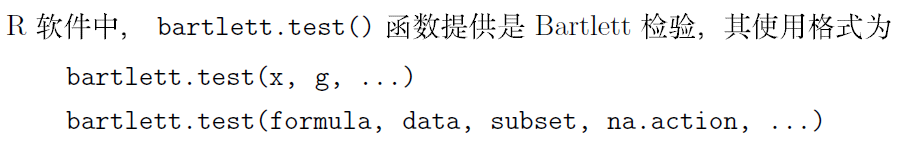 R 软件中, bartlett.test() 函数提供是 Bartlett 检验, 其使用格式为
bartlett.test(x, g, ...)
bartlett.test(formula, data, subset, na.action, ...)